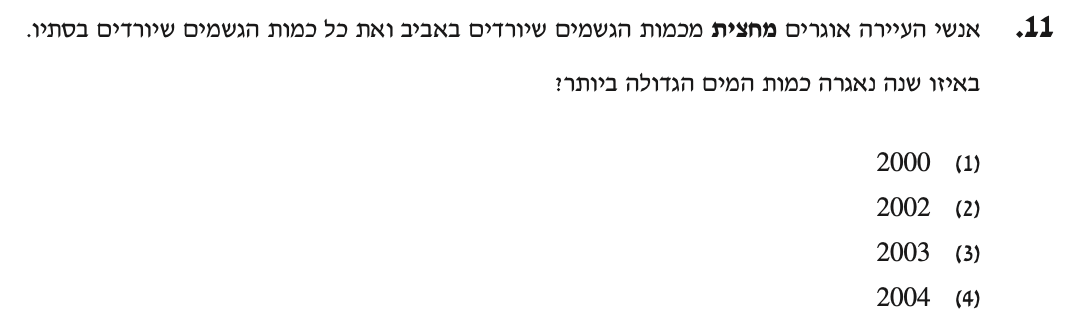 11. אנשי העיירה אוגרים מחצית מכמות הגשמים שיורדים באביב ואת כל כמות הגשמים שיורדים בסתיו.
באיזו שנה נאגרה כמות המים הגדולה ביותר?
(1) 2000
(2) 2002
(3) 2003
(4) 2004